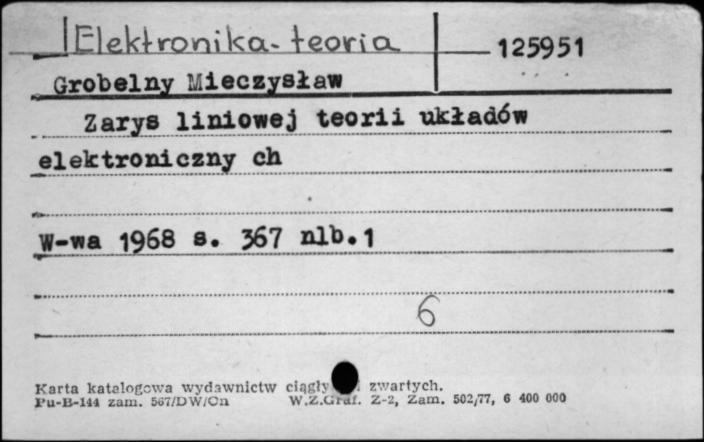 Elektronika-teoria 125951
Grobelny Mieczysław
Zarys liniowej teorii układów
elektroniczny ch
W-wa 1968 s. 367 nlb.1
6
Karta katalogowa wydawnictw ciągły zwartych.
Pu-B-144 zam. 567/DW/Cn W.Z.Graf. Z-2, Zam. 502,77, 6 400 000